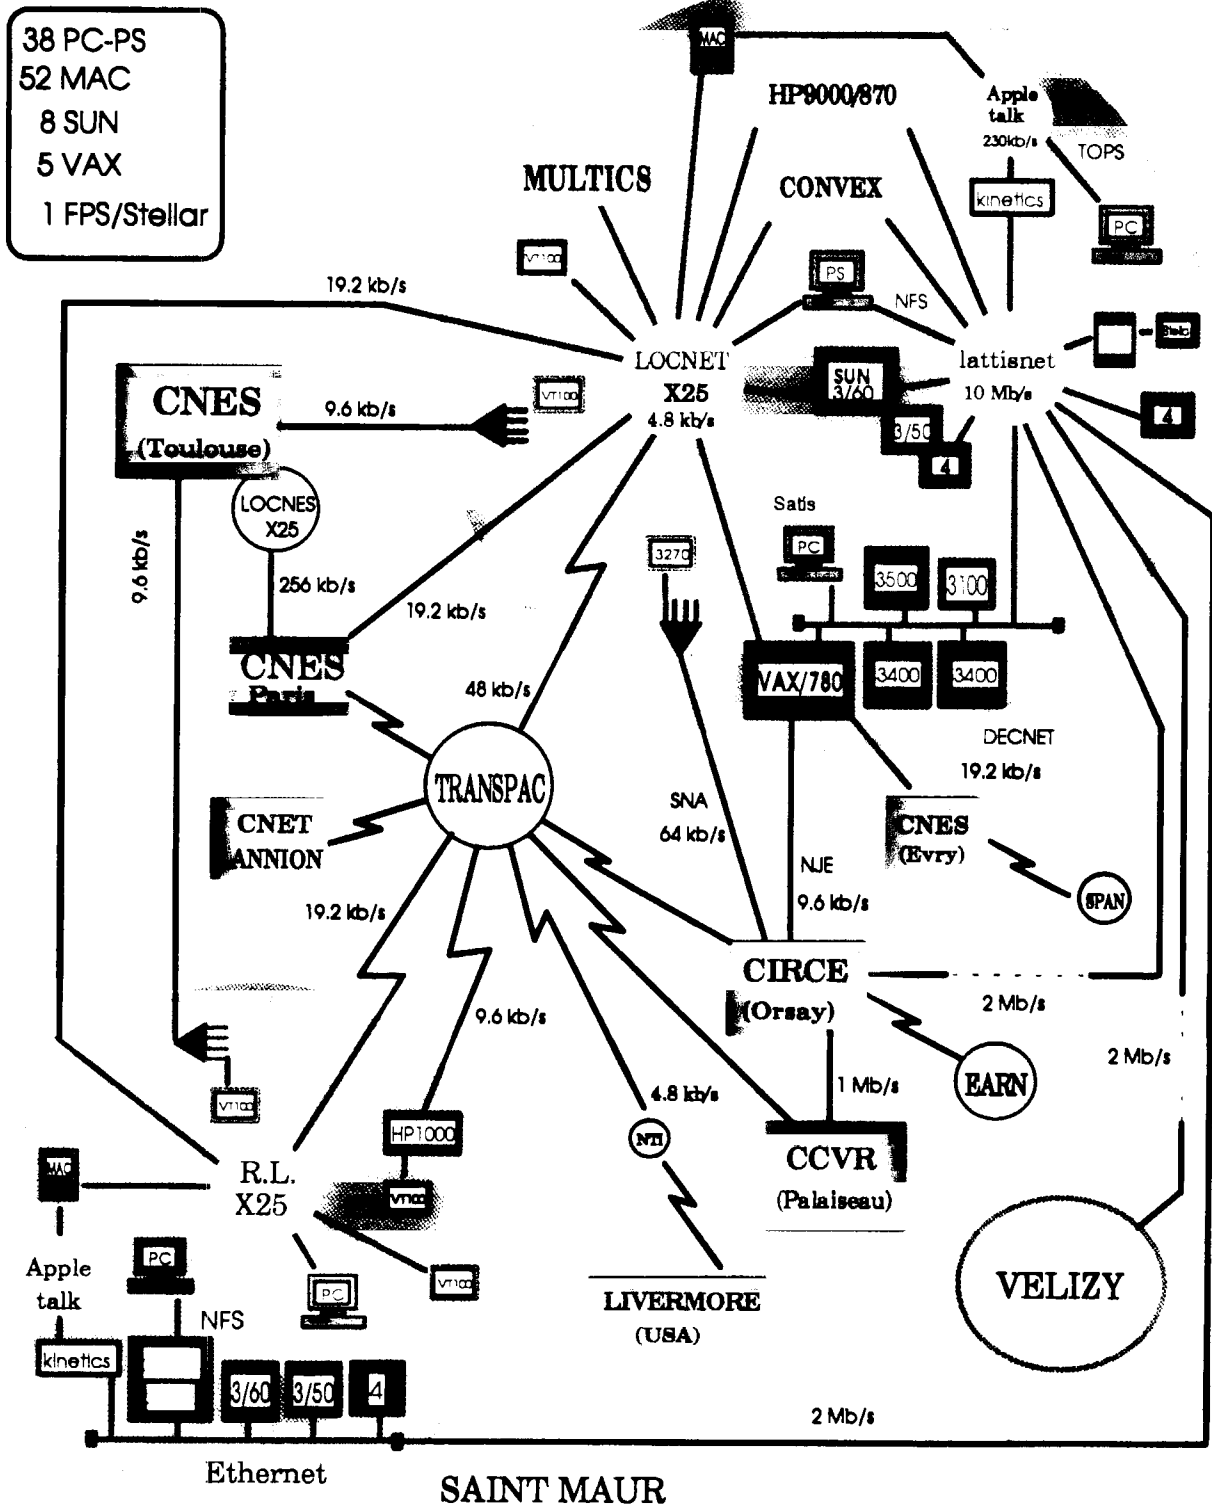 38 PC-PS
52 MAC
8 SUN
5 VAX
1 FPS/Stellar
MAC
HP9000/870
Apple
talk
230kb/s
TOPS
MULTICS
CONVEX
kinetics
PC
VT100
PS
NFS
19.2 kb/s
LOCNET
X25
4.8 kb/s
SUN
3/60
3/50
4
lattisnet
10 Mb/s
4
CNES
(Toulouse)
9.6 kb/s
VT100
LOCNES
X25
9.6 kb/s
256 kb/s
19.2 kb/s
3270
Satis
PC
3500
3100
VAX/780
3400
3400
CNES
Paris
48 kb/s
TRANSPAC
DECNET
19.2 kb/s
SNA
64 kb/s
CNET
ANNION
CNES
(Evry)
SPAN
NJE
9.6 kb/s
19.2 kb/s
9.6 kb/s
CIRCE
(Orsay)
2 Mb/s
2 Mb/s
EARN
1 Mb/s
4.8 kb/s
NTI
VT100
HP1000
VT100
CCVR
(Palaiseau)
MAC
R.L.
X25
VT100
PC
PC
Apple
talk
NFS
kinetics
3/60
3/50
4
LIVERMORE
(USA)
VELIZY
2 Mb/s
Ethernet
SAINT MAUR